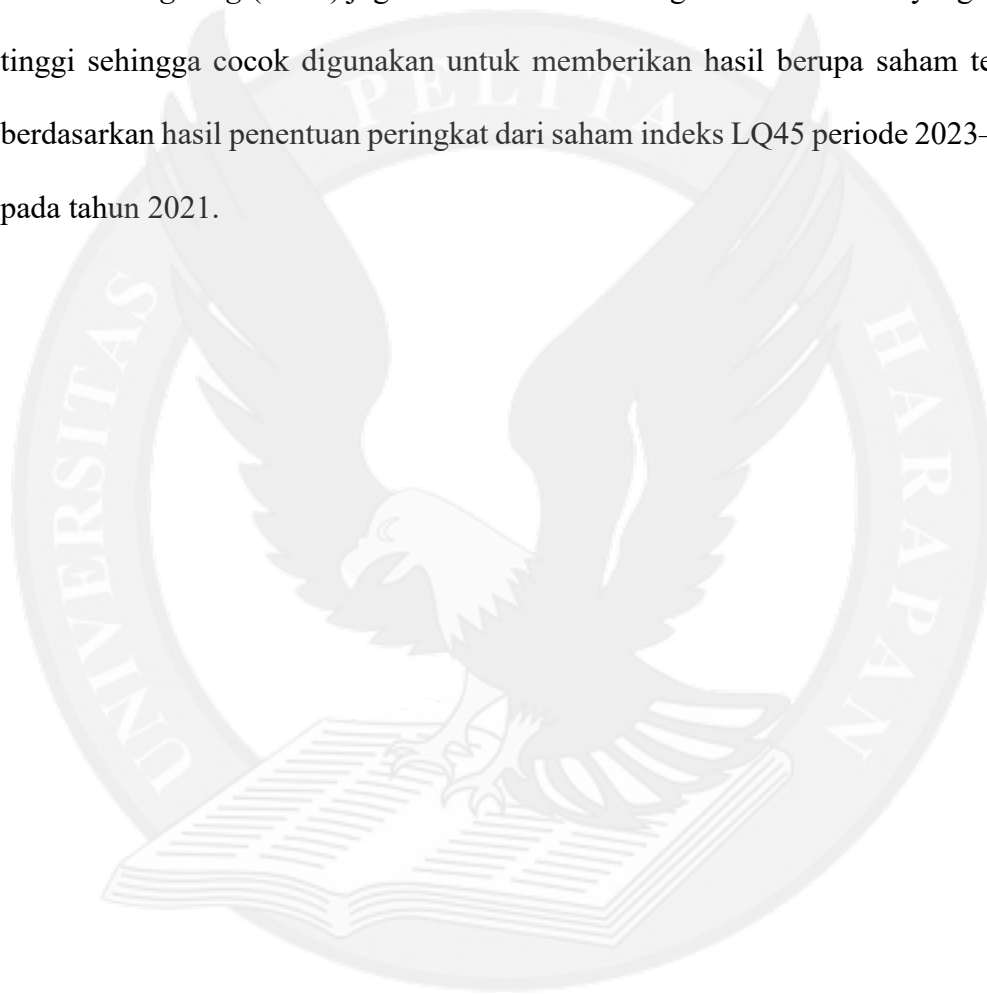 tinggi sehingga cocok digunakan untuk memberikan hasil berupa saham
berdasarkan hasil penentuan peringkat dari saham indeks LQ45 periode 2023–
pada tahun 2021.
UNIVERSITAS PELITA HARAPAN